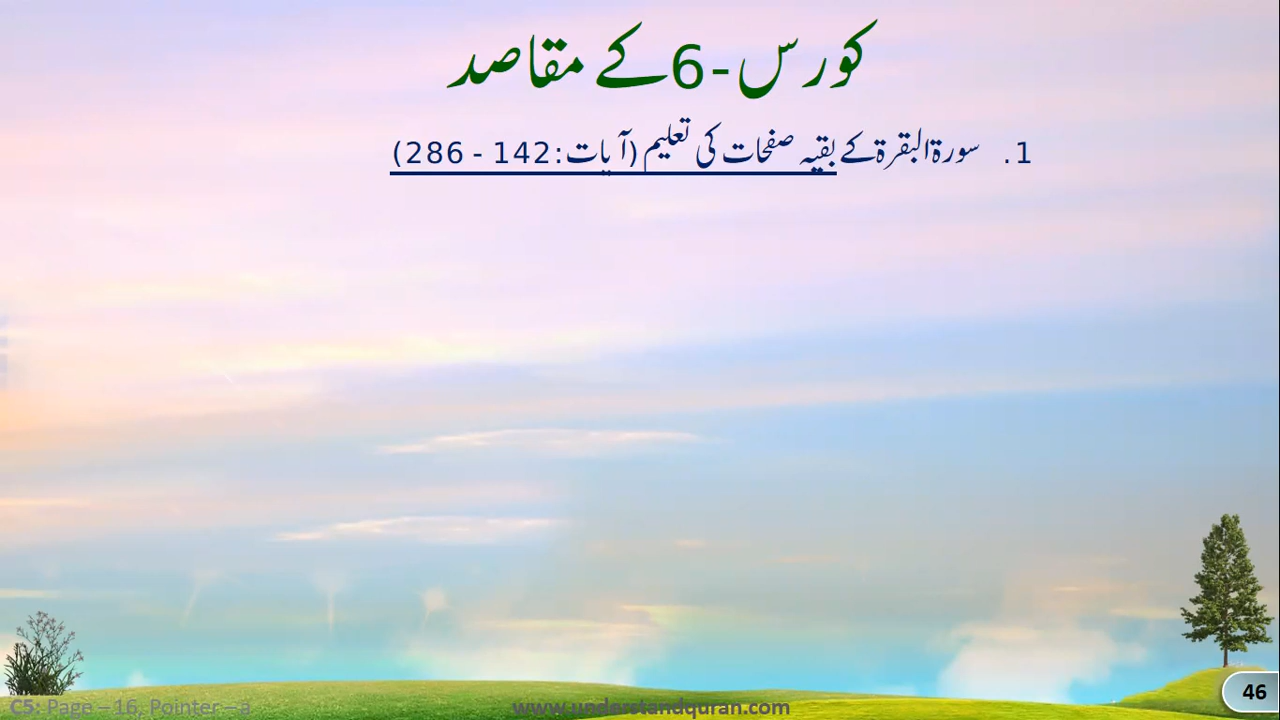 کورس-6 کے مقاصد
1. سورۃ البقرۃ کے بقیہ صفحات کی تعلیم (آیات: 142 - 286)
C5: Page –16, Pointer –a
www.understandquran.com
46